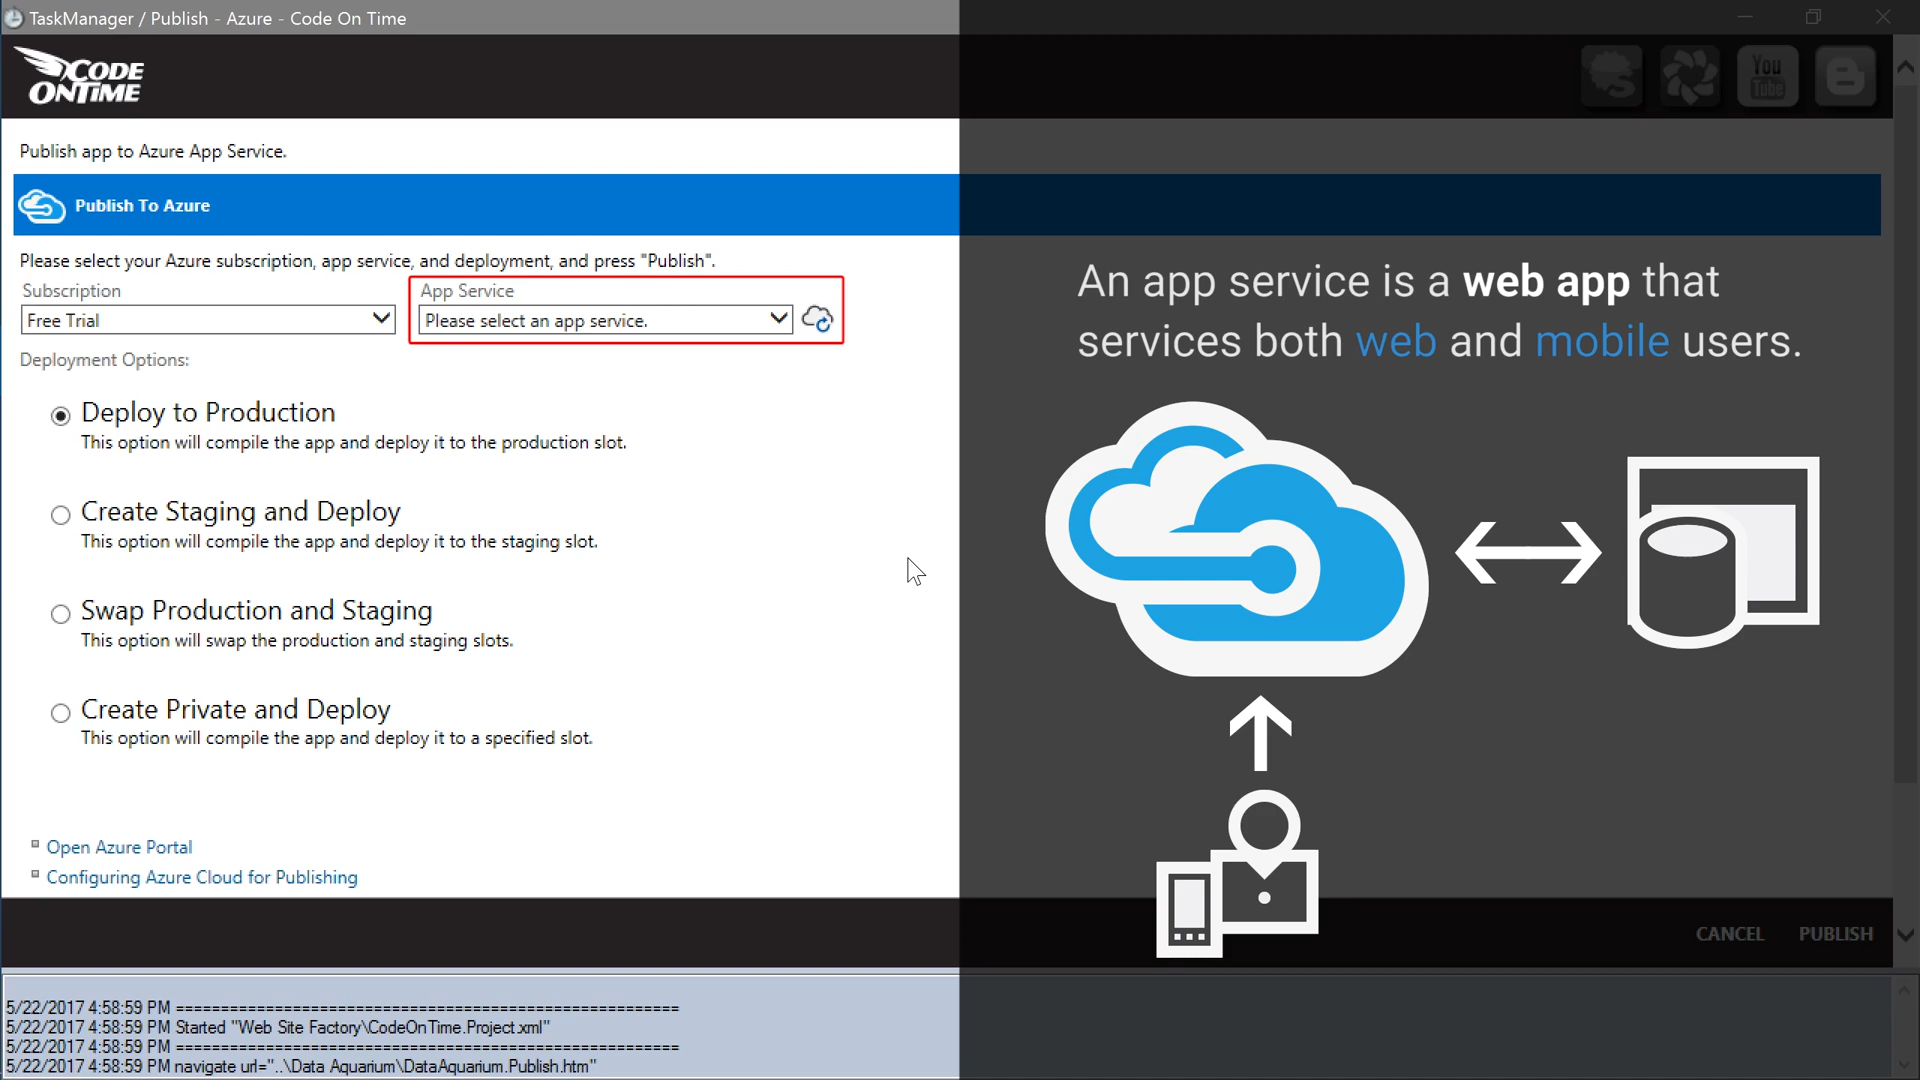 TaskManager / Publish - Azure - Code On Time
CODE
ONTIME
You
Tube
Publish app to Azure App Service.
Publish To Azure
Please select your Azure subscription, app service, and deployment, and press "Publish".
Subscription
App Service
Free Trial
Please select an app service.
Deployment Options:
Deploy to Production
This option will compile the app and deploy it to the production slot.
Create Staging and Deploy
This option will compile the app and deploy it to the staging slot.
Swap Production and Staging
This option will swap the production and staging slots.
Create Private and Deploy
This option will compile the app and deploy it to a specified slot.
Open Azure Portal
Configuring Azure Cloud for Publishing
An app service is a web app that
services both web and mobile users.
CANCEL PUBLISH
5/22/2017 4:58:59 PM ========================================================
5/22/2017 4:58:59 PM Started "Web Site Factory\CodeOnTime.Project.xml"
5/22/2017 4:58:59 PM ========================================================
5/22/2017 4:58:59 PM navigate url="..\Data Aquarium\DataAquarium.Publish.htm"